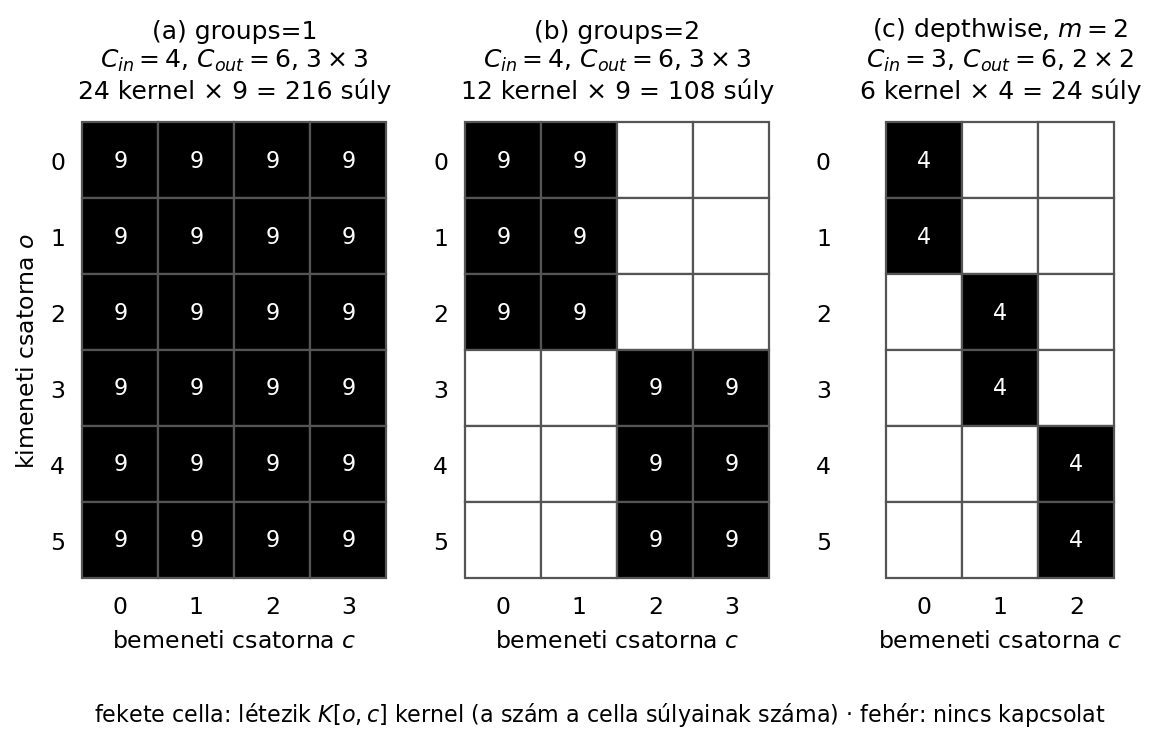 (a) groups=1
C_in = 4, C_out = 6, 3 × 3
24 kernel × 9 = 216 súly
(b) groups=2
C_in = 4, C_out = 6, 3 × 3
12 kernel × 9 = 108 súly
(c) depthwise, m = 2
C_in = 3, C_out = 6, 2 × 2
6 kernel × 4 = 24 súly
kimeneti csatorna o
0 9 9 9 9
1 9 9 9 9
2 9 9 9 9
3 9 9 9 9
4 9 9 9 9
5 9 9 9 9
0 1 2 3
bemeneti csatorna c
0 9 9
1 9 9
2 9 9
3 9 9
4 9 9
5 9 9
0 1 2 3
bemeneti csatorna c
0 4
1 4
2 4
3 4
4 4
5 4
0 1 2
bemeneti csatorna c
fekete cella: létezik K[o, c] kernel (a szám a cella súlyainak száma) · fehér: nincs kapcsolat